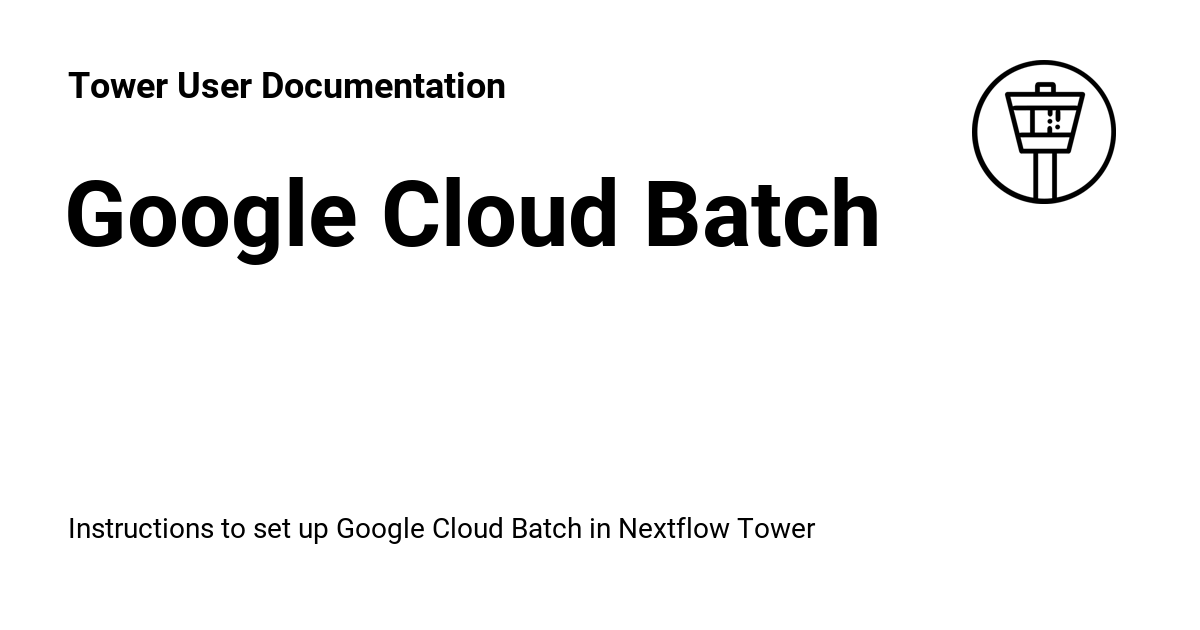 Tower User Documentation
Google Cloud Batch
Instructions to set up Google Cloud Batch in Nextflow Tower